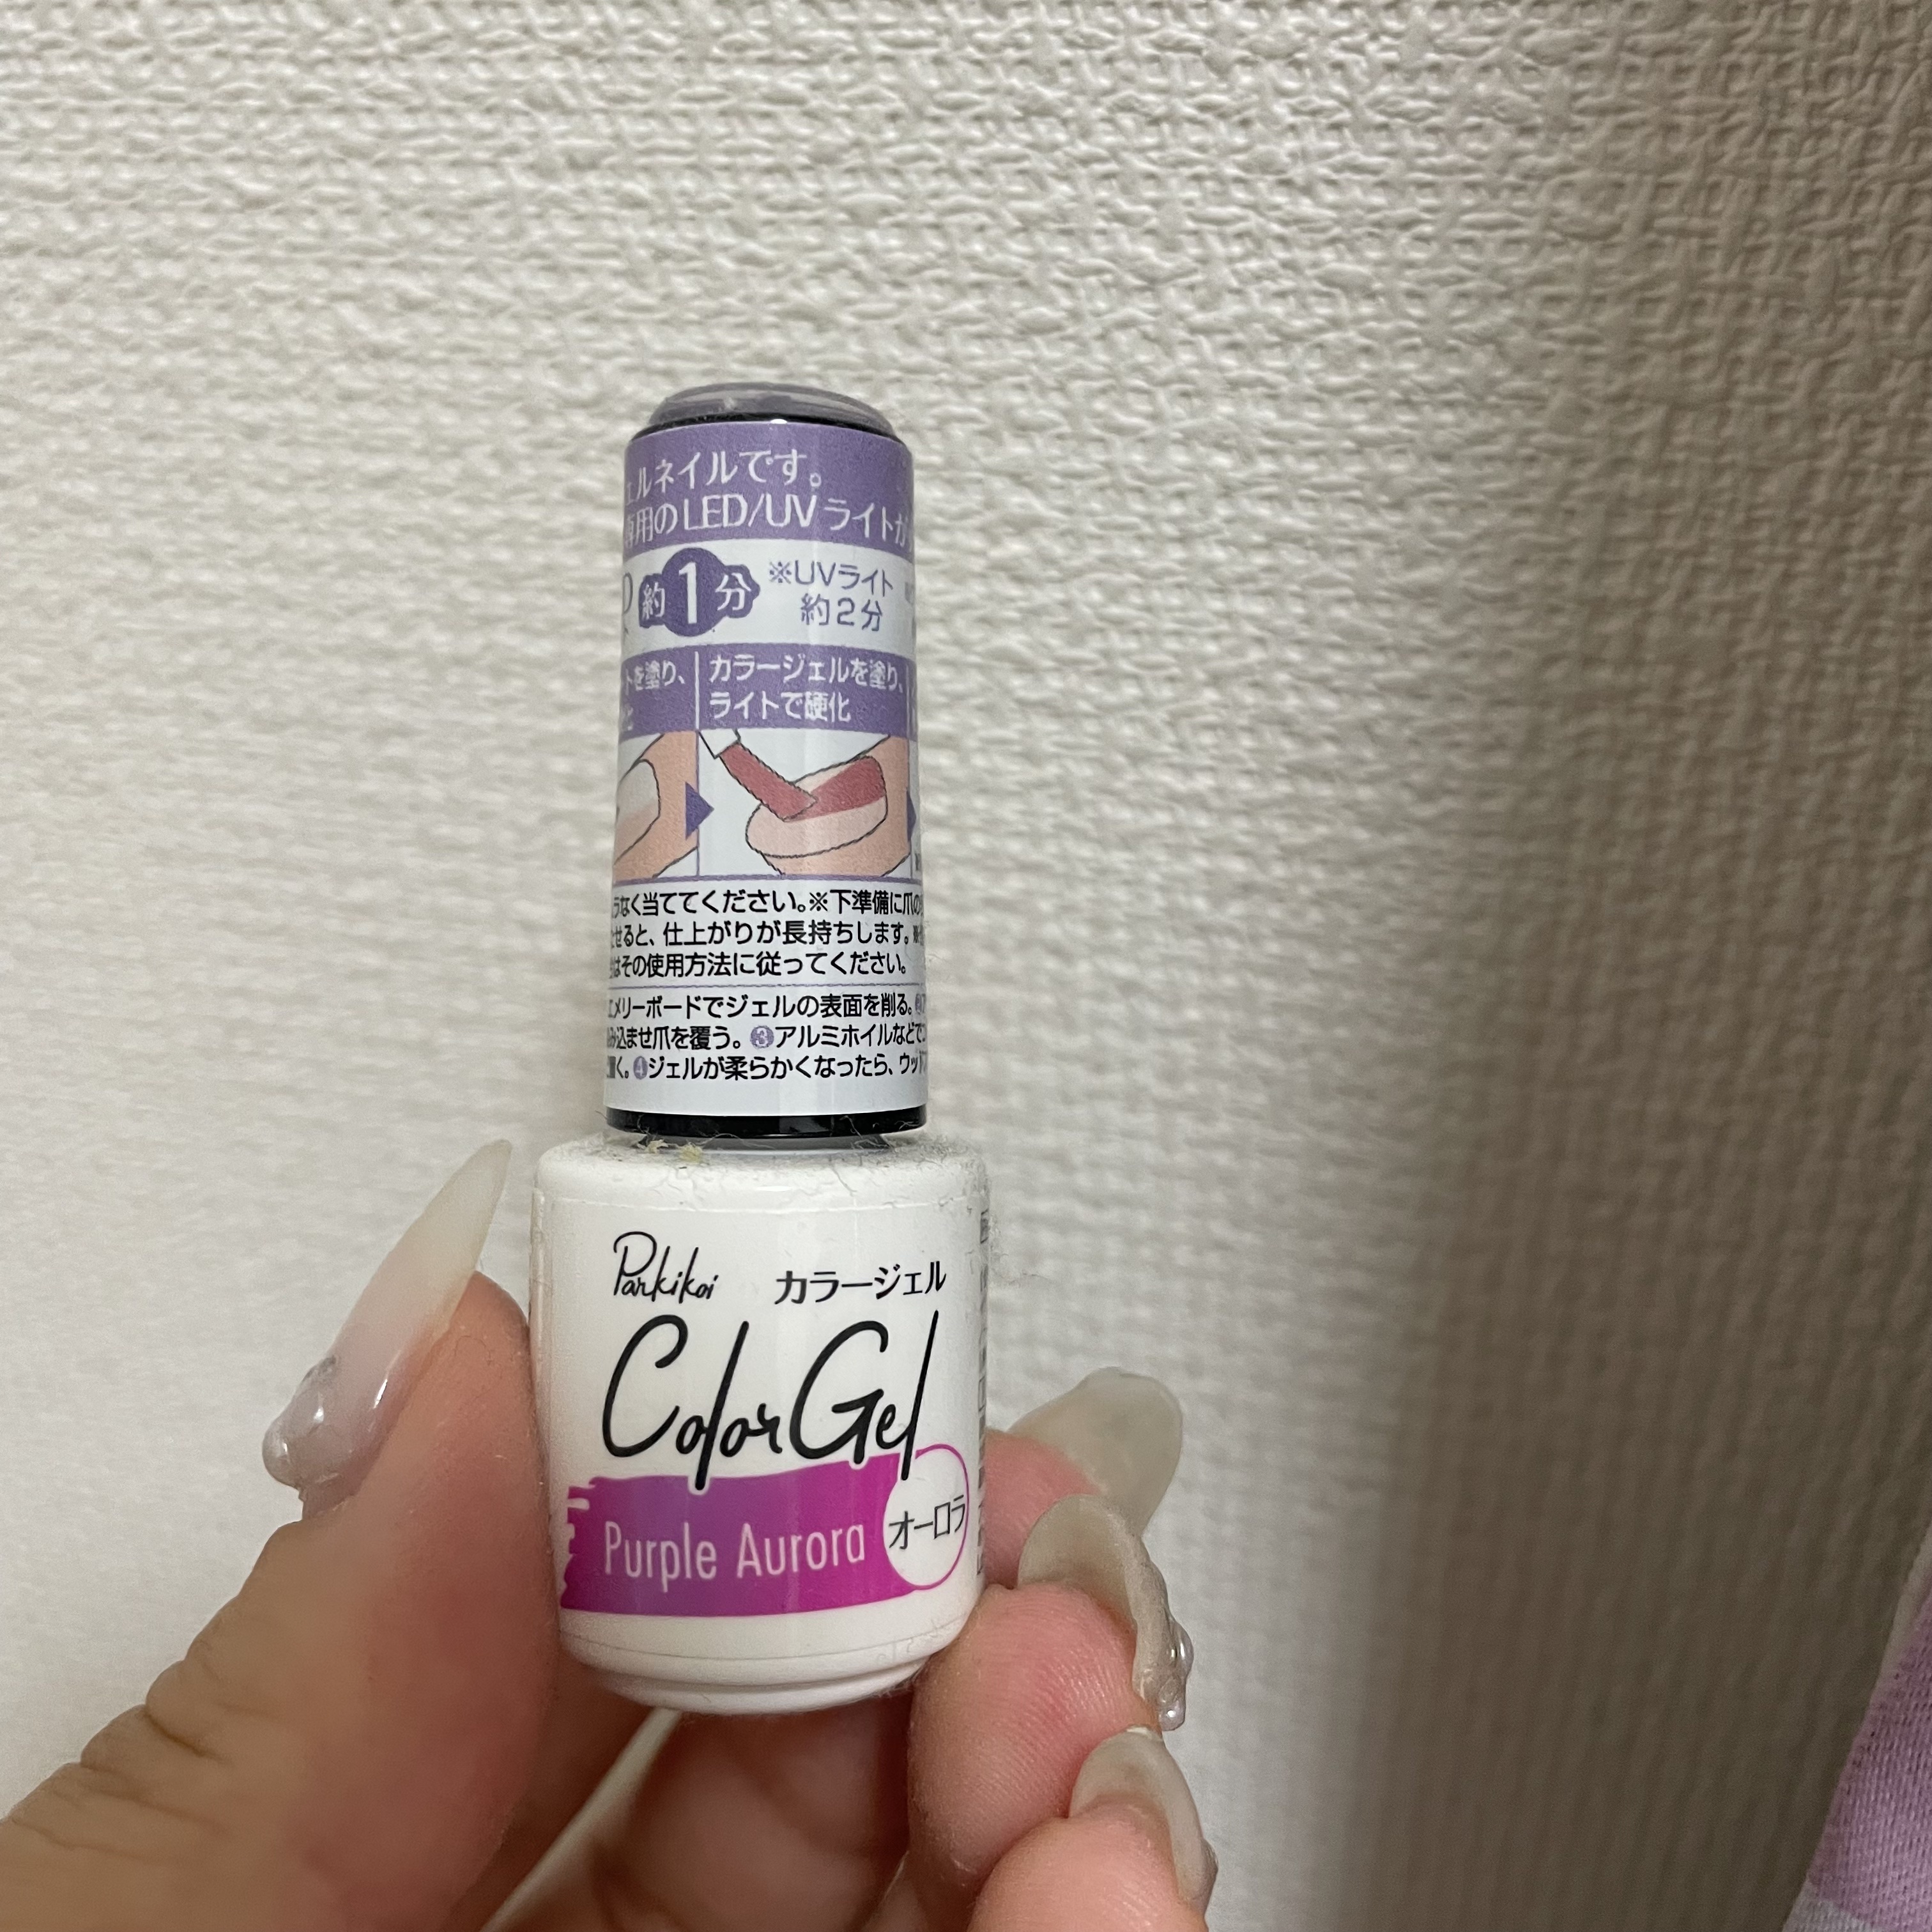 ルネイルです。
専用のLED/UVライトが
約1分 ※UVライト
約2分
トを塗り、
カラージェルを塗り、
ライトで硬化
なく当ててください。※下準備に爪の
せると、仕上がりが長持ちします。
はその使用方法に従ってください。
エメリーボードでジェルの表面を削る。
込ませ爪を覆う。❸アルミホイルなどで
く。❹ジェルが柔らかくなったら、ウッド
Parkikoi カラージェル
ColorGel
Purple Aurora オーロラ